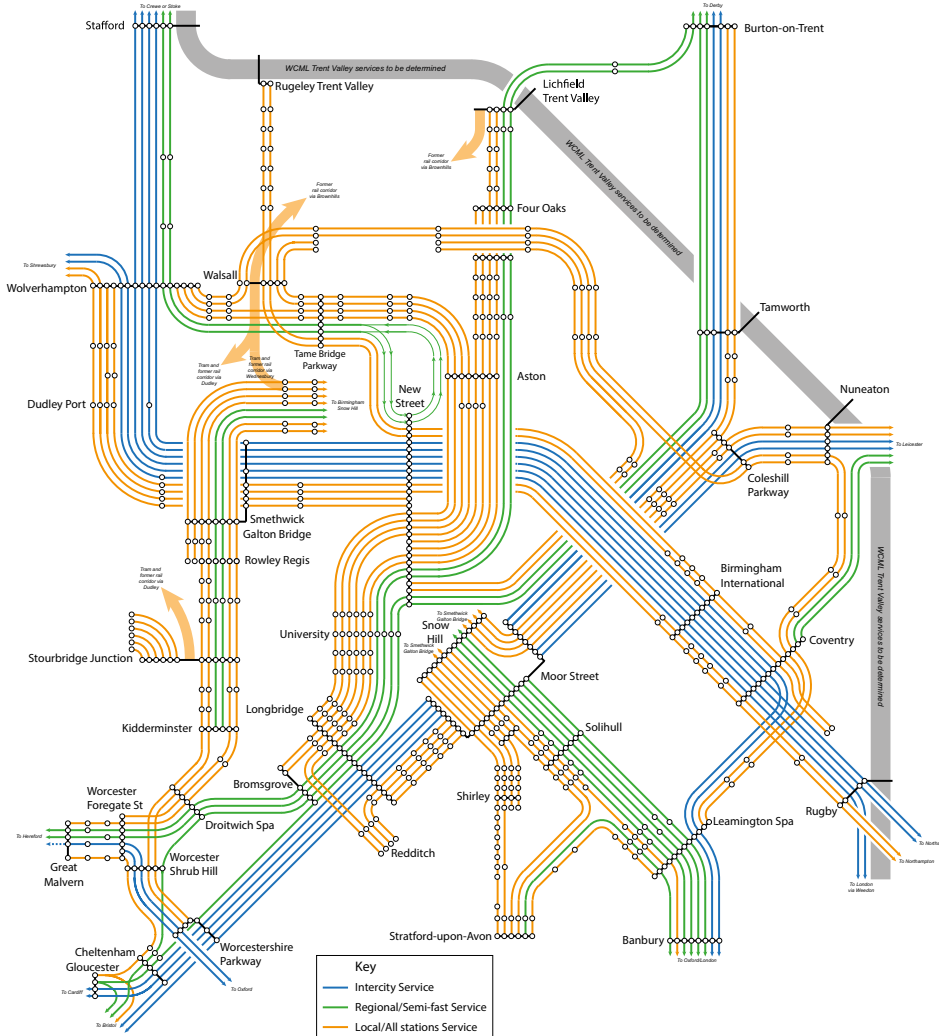 To Crewe or Stoke
To Derby
Stafford
Burton-on-Trent
WCML Trent Valley services to be determined
Rugeley Trent Valley
Lichfield
Trent Valley
Former
rail corridor
via Brownhills
Former
rail corridor
via Brownhills
WCML Trent Valley services to be determined
Four Oaks
To Shrewsbury
Walsall
Wolverhampton
Tamworth
Tame Bridge
Parkway
Tram and
former rail
corridor via
Dudley
Tram and
former rail
corridor via
Wednesbury
New
Street
Aston
Nuneaton
Dudley Port
To Birmingham
Snow Hill
To Leicester
Coleshill
Parkway
Smethwick
Galton Bridge
Rowley Regis
WCML Trent Valley services to be determined
Tram and
former rail
corridor via
Dudley
Birmingham
International
To Smethwick
Galton Bridge
Snow
Hill
University
To Smethwick
Galton Bridge
Coventry
Stourbridge Junction
Moor Street
Longbridge
Kidderminster
Solihull
Bromsgrove
Worcester
Foregate St
Shirley
Rugby
Droitwich Spa
Leamington Spa
To Hereford
Redditch
To Northampton
Great
Malvern
Worcester
Shrub Hill
To London
via Weedon
Stratford-upon-Avon
Banbury
Worcestershire
Parkway
Cheltenham
Gloucester
To Oxford/London
Key
To Cardiff
To Oxford
Intercity Service
Regional/Semi-fast Service
To Bristol
Local/All stations Service